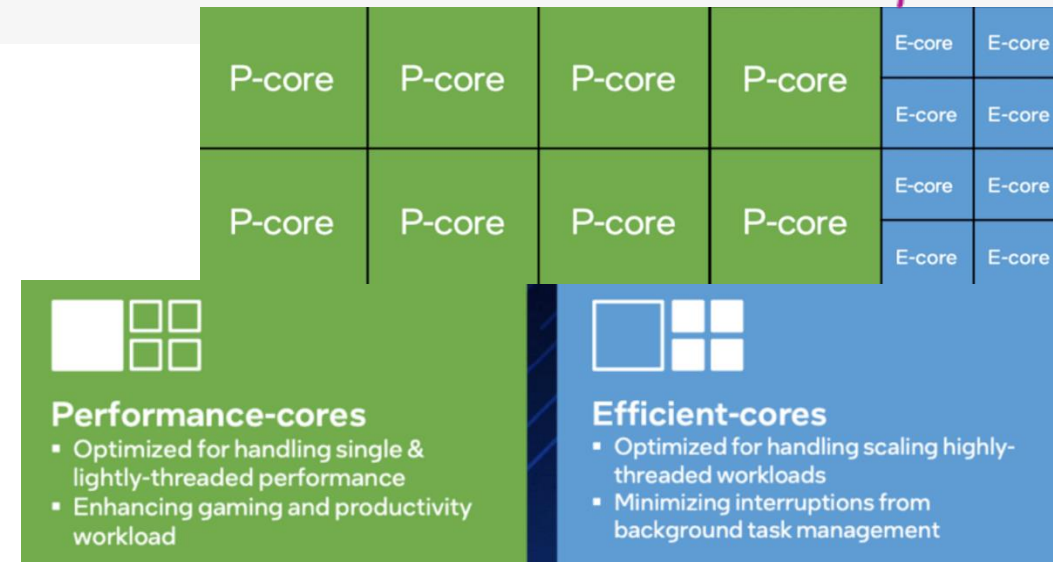 P-core P-core P-core P-core E-core E-core
E-core E-core
P-core P-core P-core P-core E-core E-core
E-core E-core
Performance-cores
▪ Optimized for handling single &
lightly-threaded performance
▪ Enhancing gaming and productivity
workload
Efficient-cores
▪ Optimized for handling scaling highly-
threaded workloads
▪ Minimizing interruptions from
background task management